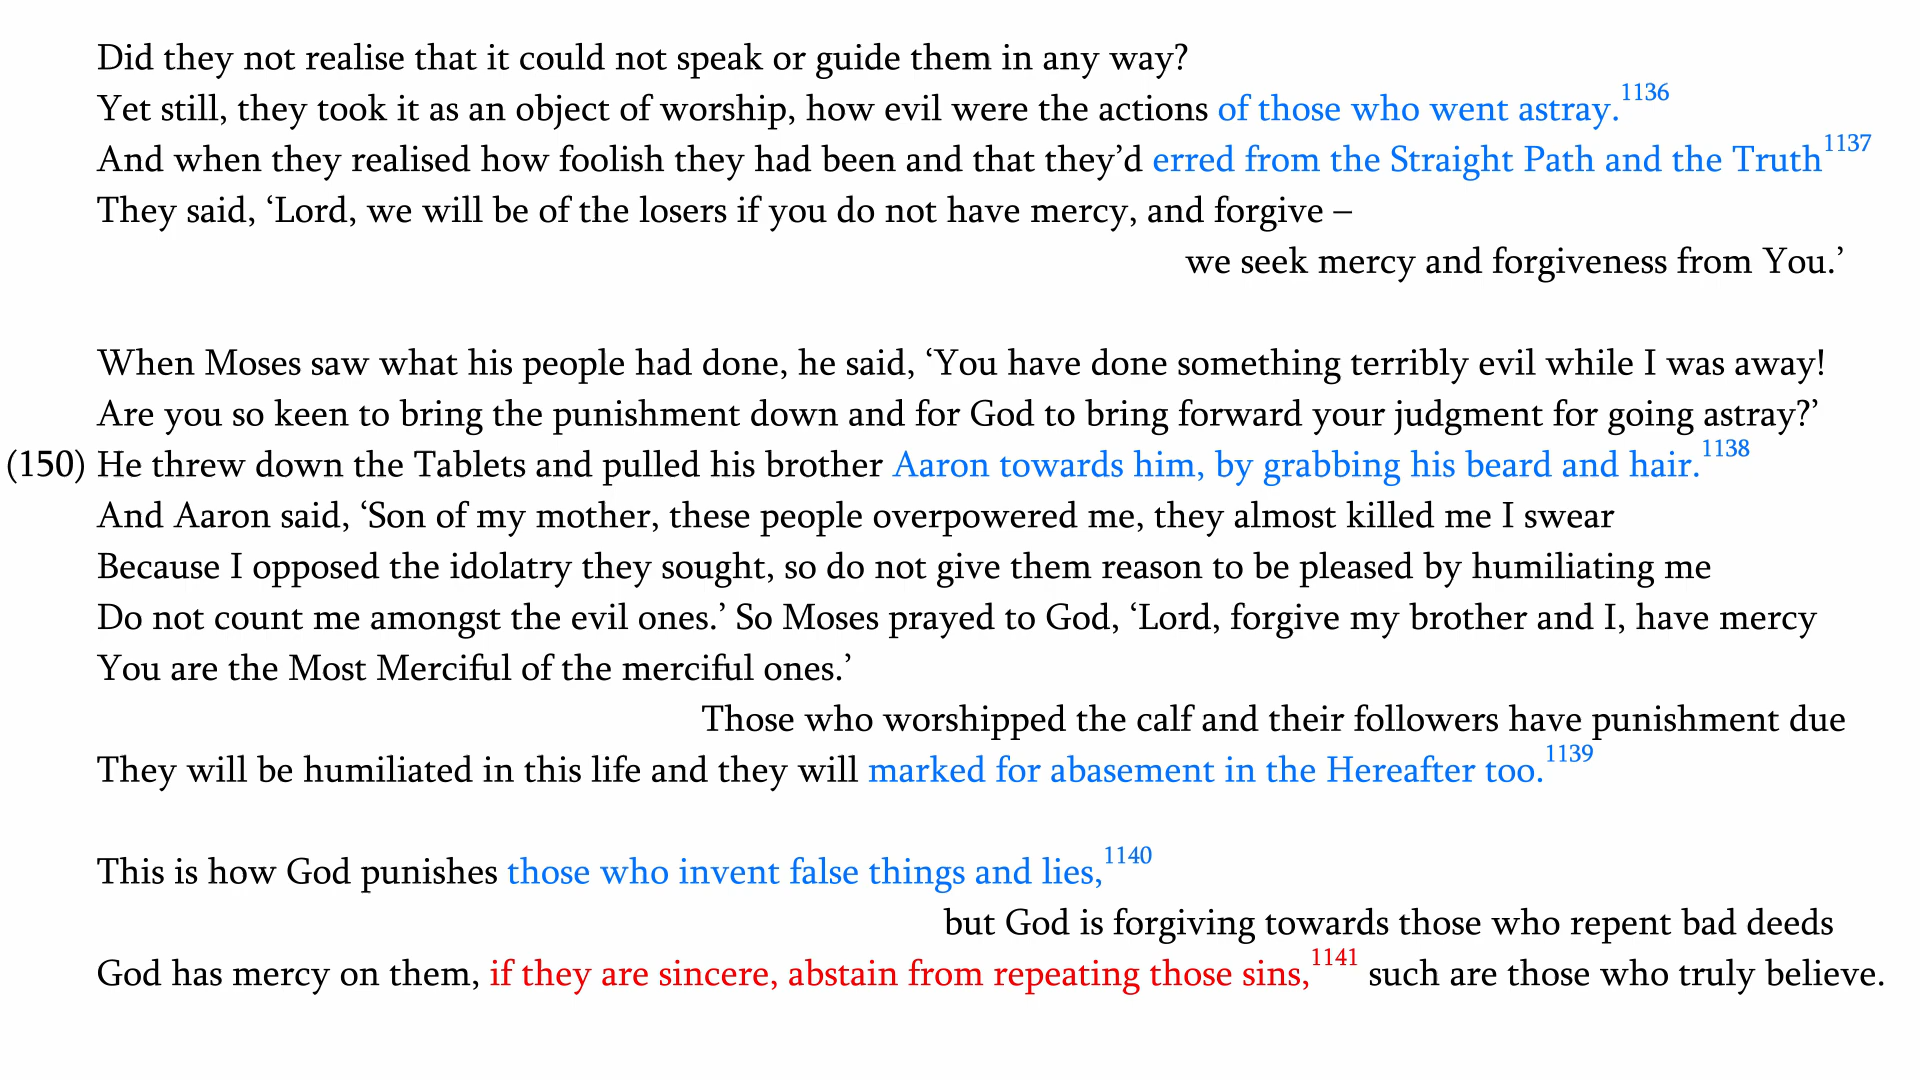 Did they not realise that it could not speak or guide them in any way?
Yet still, they took it as an object of worship, how evil were the actions of those who went astray.1136
And when they realised how foolish they had been and that they’d erred from the Straight Path and the Truth1137
They said, ‘Lord, we will be of the losers if you do not have mercy, and forgive –
we seek mercy and forgiveness from You.’
When Moses saw what his people had done, he said, ‘You have done something terribly evil while I was away!
Are you so keen to bring the punishment down and for God to bring forward your judgment for going astray?’
(150) He threw down the Tablets and pulled his brother Aaron towards him, by grabbing his beard and hair.1138
And Aaron said, ‘Son of my mother, these people overpowered me, they almost killed me I swear
Because I opposed the idolatry they sought, so do not give them reason to be pleased by humiliating me
Do not count me amongst the evil ones.’ So Moses prayed to God, ‘Lord, forgive my brother and I, have mercy
You are the Most Merciful of the merciful ones.’
Those who worshipped the calf and their followers have punishment due
They will be humiliated in this life and they will marked for abasement in the Hereafter too.1139
This is how God punishes those who invent false things and lies,1140
but God is forgiving towards those who repent bad deeds
God has mercy on them, if they are sincere, abstain from repeating those sins,1141 such are those who truly believe.